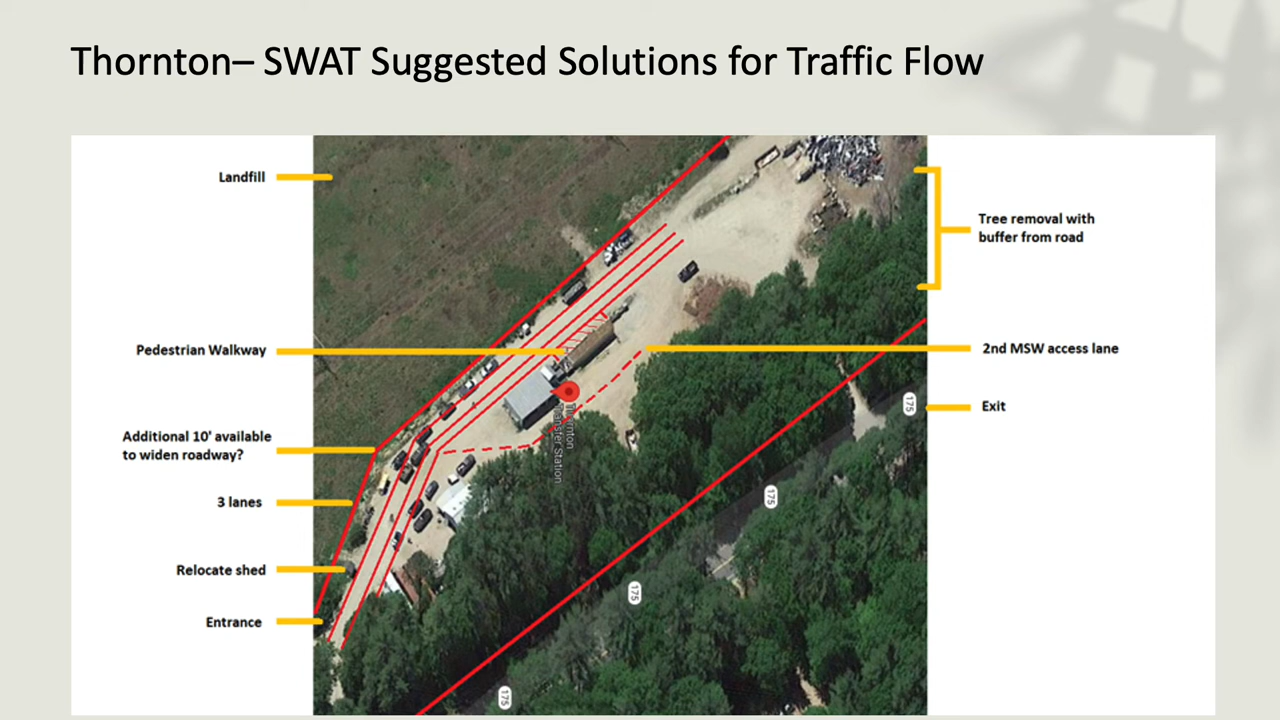 Thornton– SWAT Suggested Solutions for Traffic Flow
Landfill
Tree removal with
buffer from road
Pedestrian Walkway
2nd MSW access lane
Exit
175
Thornton
Transfer Station
Additional 10' available
to widen roadway?
175
3 lanes
Relocate shed
175
Entrance
175